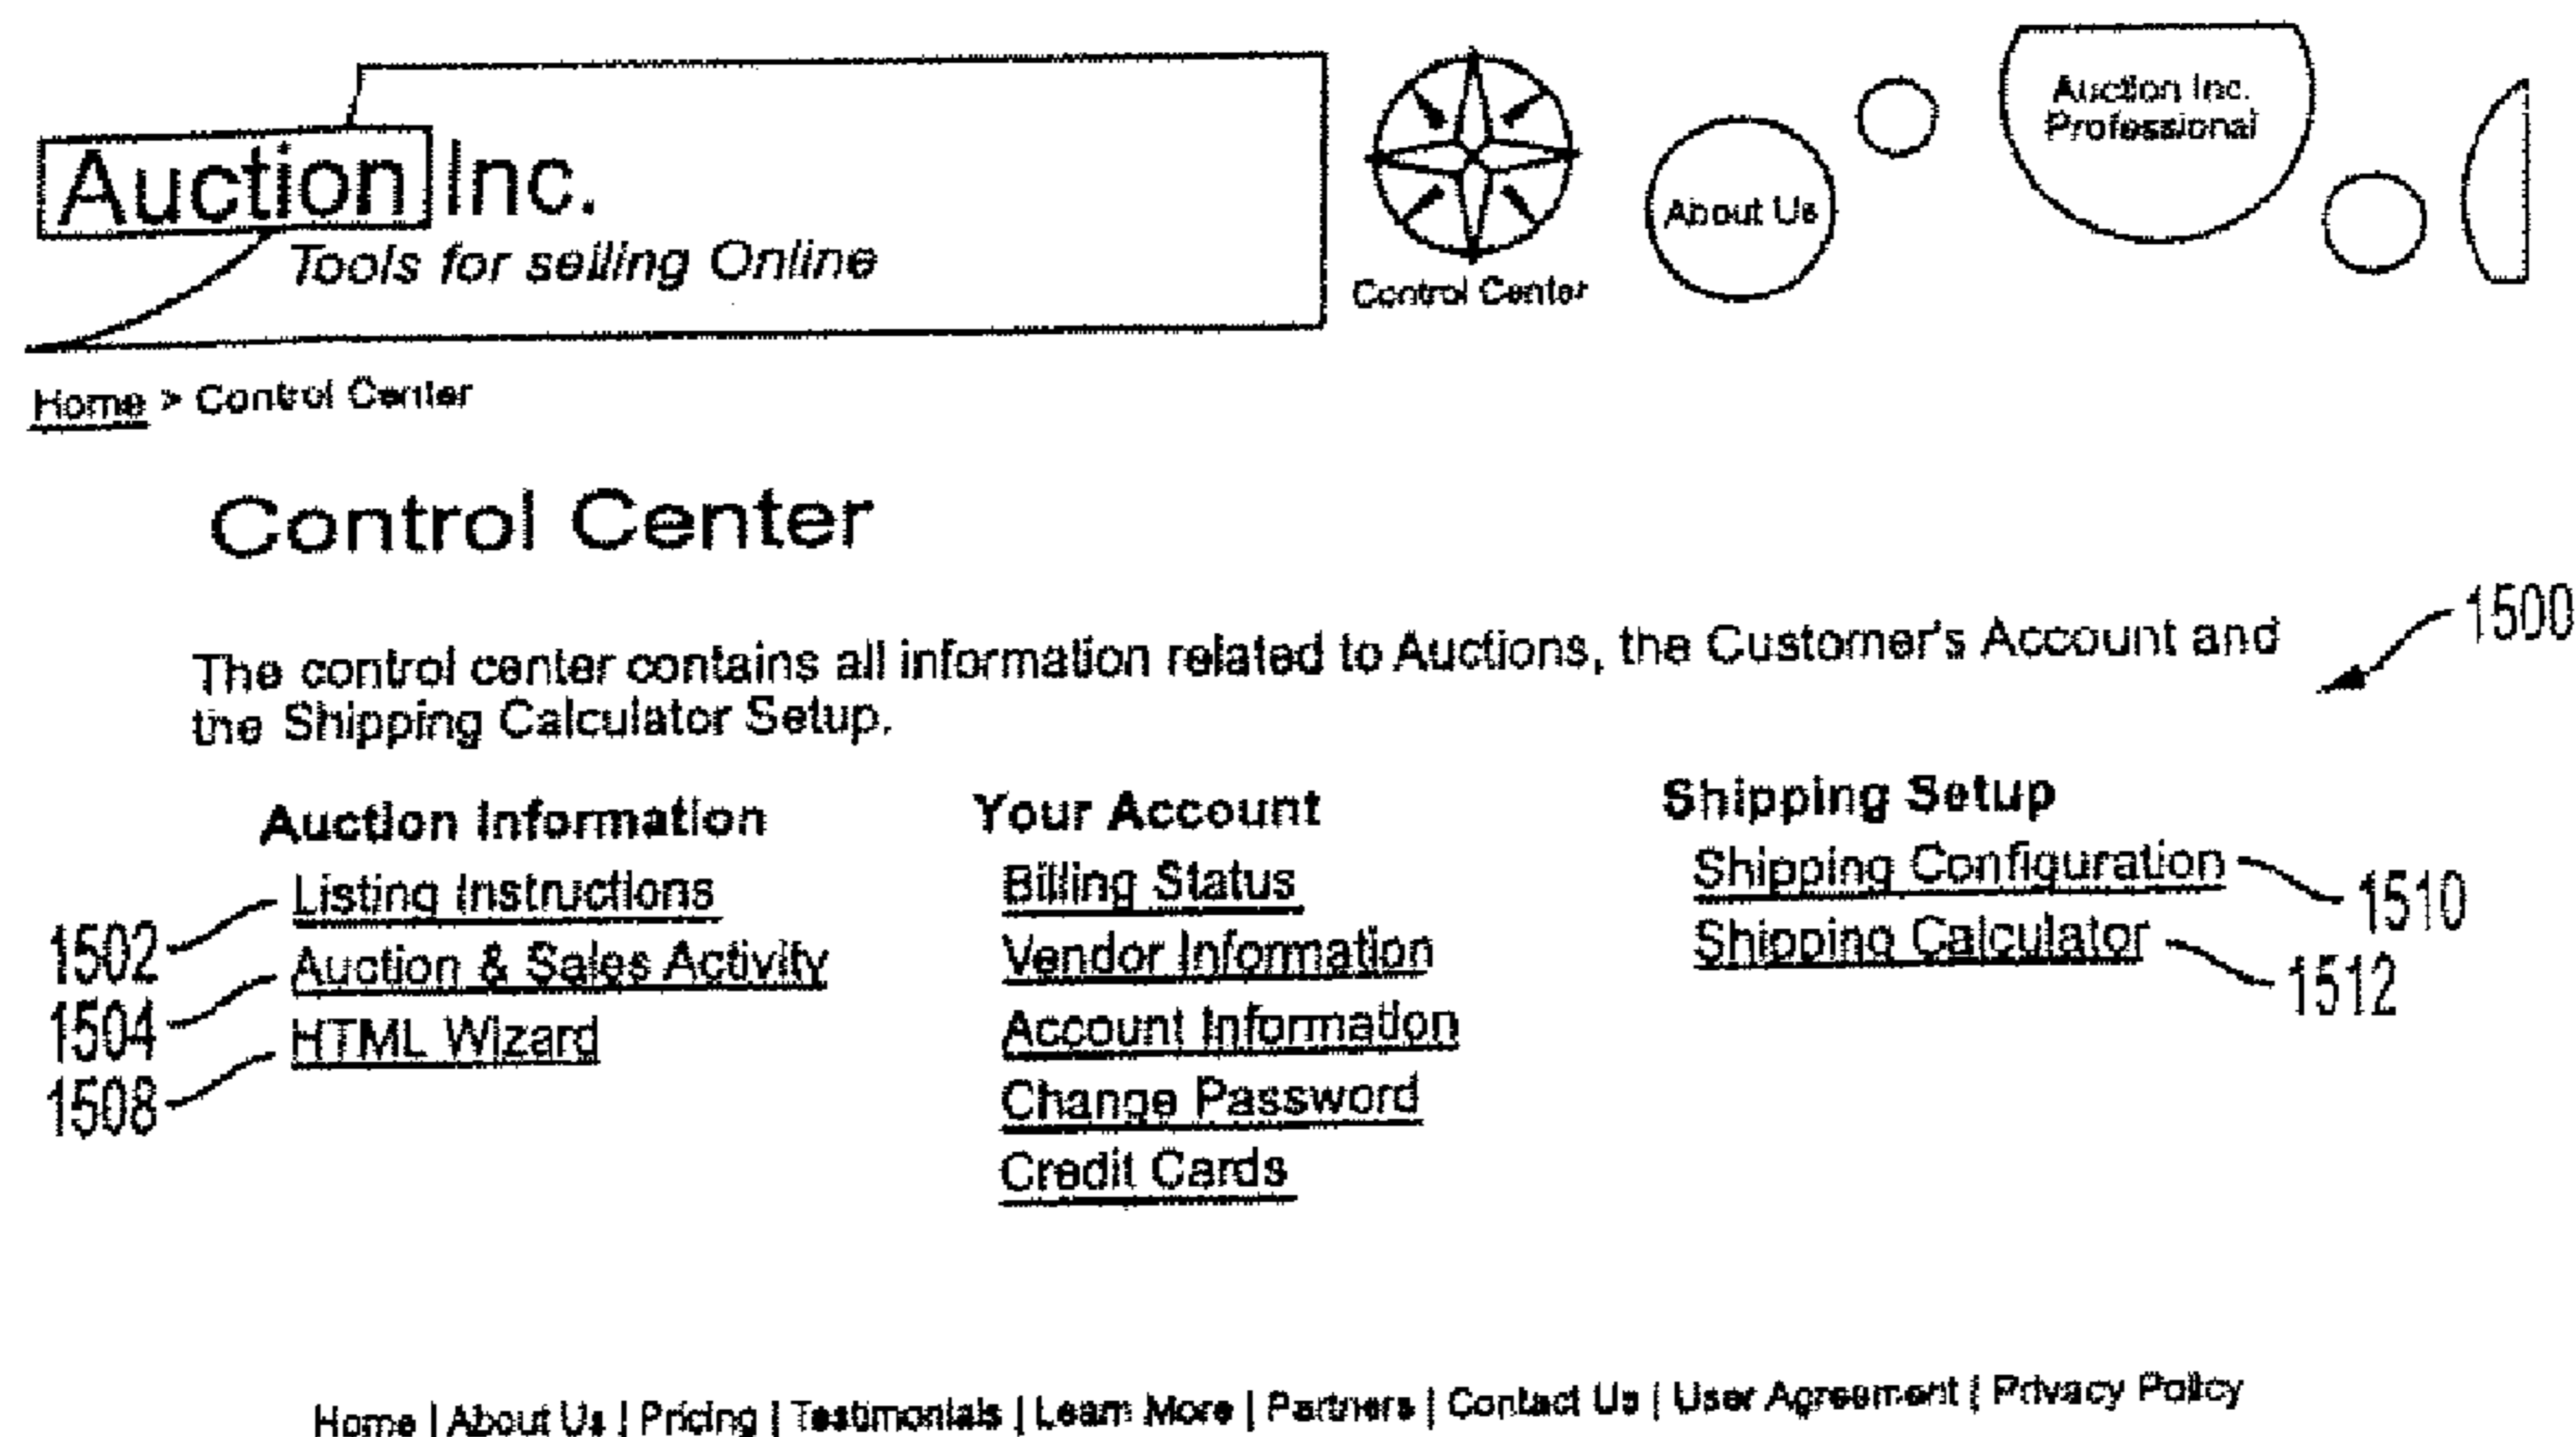 Auction Inc.
Tools for selling Online
Control Center
About Us
Auction Inc.
Professional
Home > Control Center
Control Center
1500
The control center contains all information related to Auctions, the Customer's Account and
the Shipping Calculator Setup.
Auction Information
Listing Instructions
Auction & Sales Activity
HTML Wizard
1502
1504
1508
Your Account
Billing Status
Vendor Information
Account Information
Change Password
Credit Cards
Shipping Setup
Shipping Configuration
Shipping Calculator
1510
1512
Home | About Us | Pricing | Testimonials | Learn More | Partners | Contact Us | User Agreement | Privacy Policy